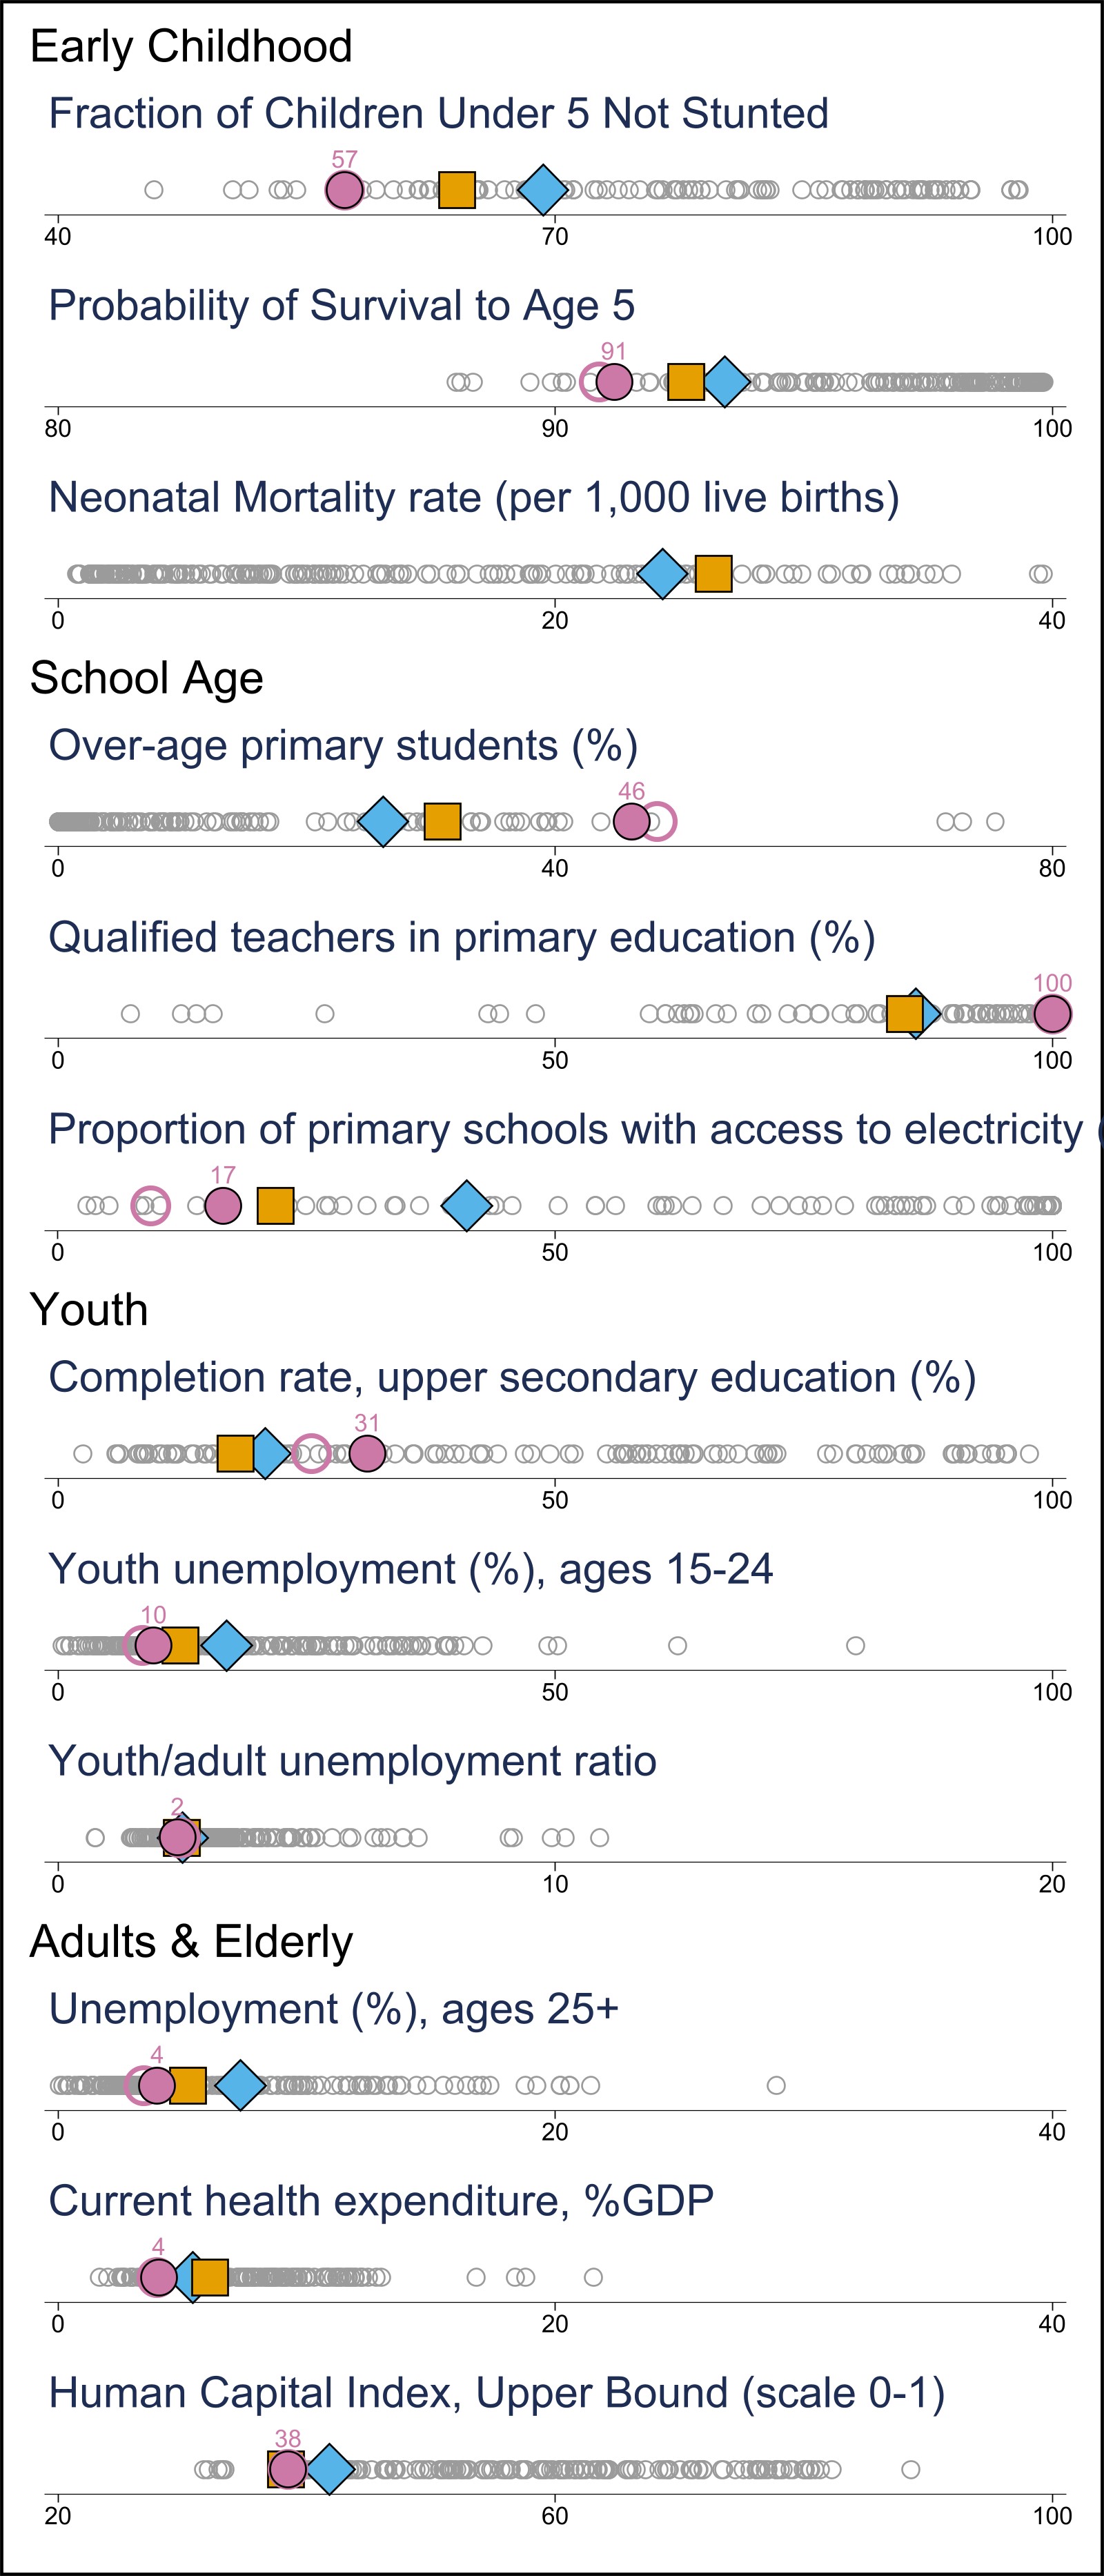 Early Childhood
Fraction of Children Under 5 Not Stunted
57
40 70 100
Probability of Survival to Age 5
91
80 90 100
Neonatal Mortality rate (per 1,000 live births)
0 20 40
School Age
Over-age primary students (%)
46
0 40 80
Qualified teachers in primary education (%)
100
0 50 100
Proportion of primary schools with access to electricity (
17
0 50 100
Youth
Completion rate, upper secondary education (%)
31
0 50 100
Youth unemployment (%), ages 15-24
10
0 50 100
Youth/adult unemployment ratio
2
0 10 20
Adults & Elderly
Unemployment (%), ages 25+
4
0 20 40
Current health expenditure, %GDP
4
0 20 40
Human Capital Index, Upper Bound (scale 0-1)
38
20 60 100